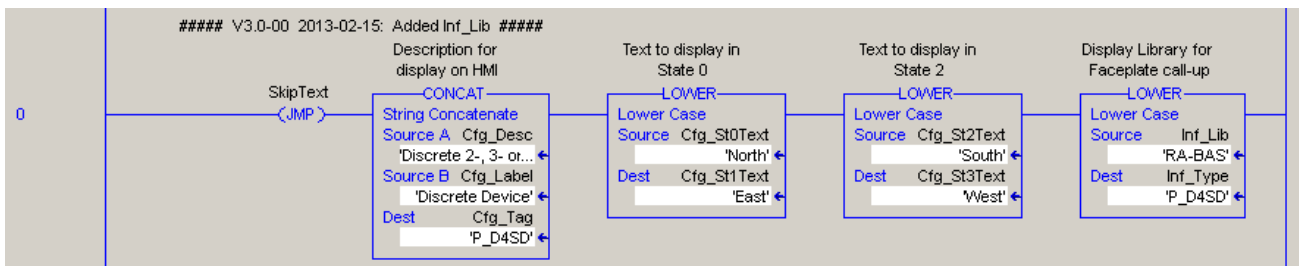 ##### V3.0-00 2013-02-15: Added Inf_Lib #####
Description for
display on HMI
Text to display in
State 0
Text to display in
State 2
Display Library for
Faceplate call-up
0
SkipText
JMP
CONCAT
String Concatenate
Source A Cfg_Desc
'Discrete 2-, 3- or...
Source B Cfg_Label
'Discrete Device'
Dest Cfg_Tag
'P_D4SD'
LOWER
Lower Case
Source Cfg_St0Text
'North'
Dest Cfg_St1Text
'East'
LOWER
Lower Case
Source Cfg_St2Text
'South'
Dest Cfg_St3Text
'West'
LOWER
Lower Case
Source Inf_Lib
'RA-BAS'
Dest Inf_Type
'P_D4SD'